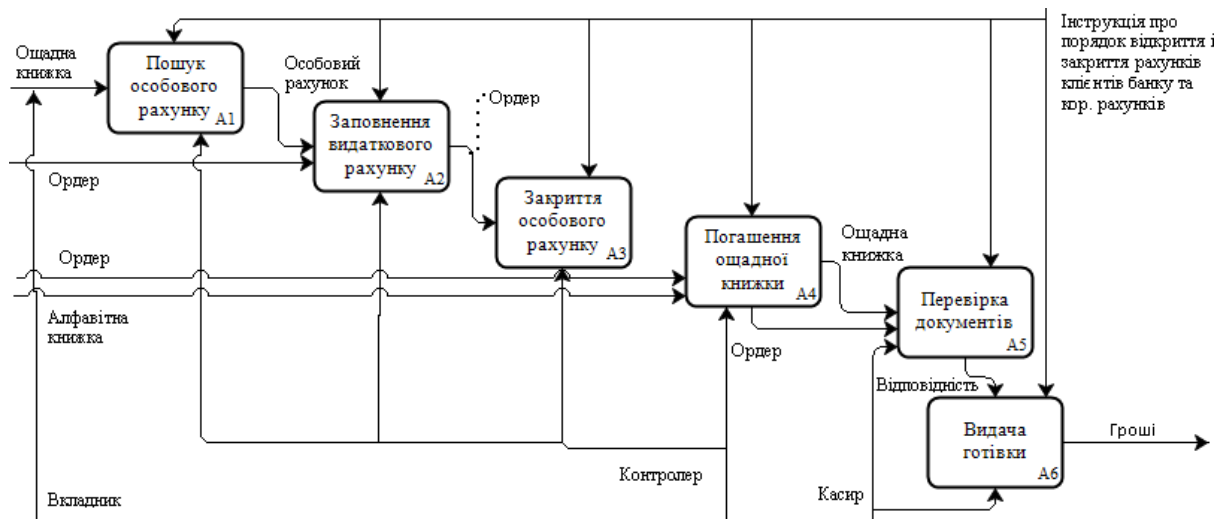 Інструкція про
порядок відкриття і
закриття рахунків
клієнтів банку та
кор. рахунків
Ощадна
книжка
Пошук
особового
рахунку
A1
Особовий
рахунок
Ордер
Заповнення
видаткового
рахунку
A2
Ордер
Закриття
особового
рахунку
A3
Ордер
Погашення
ощадної
книжки
A4
Ощадна
книжка
Алфавітна
книжка
Перевірка
документів
A5
Ордер
Відповідність
Видача
готівки
A6
Гроші
Контролер
Касир
Вкладник